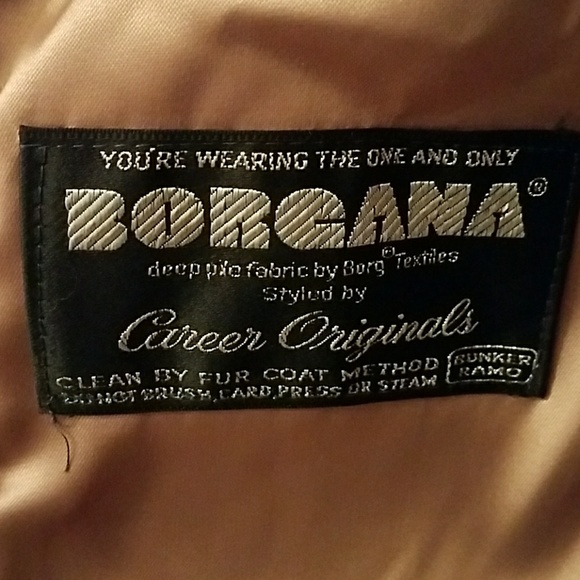 YOU'RE WEARING THE ONE AND ONLY
BORGANA®
deep pile fabric by Borg® Textiles
Styled by
Career Originals
CLEAN BY FUR COAT METHOD
DO NOT BRUSH, CARD, PRESS OR STEAM
BUNKER
RAMO